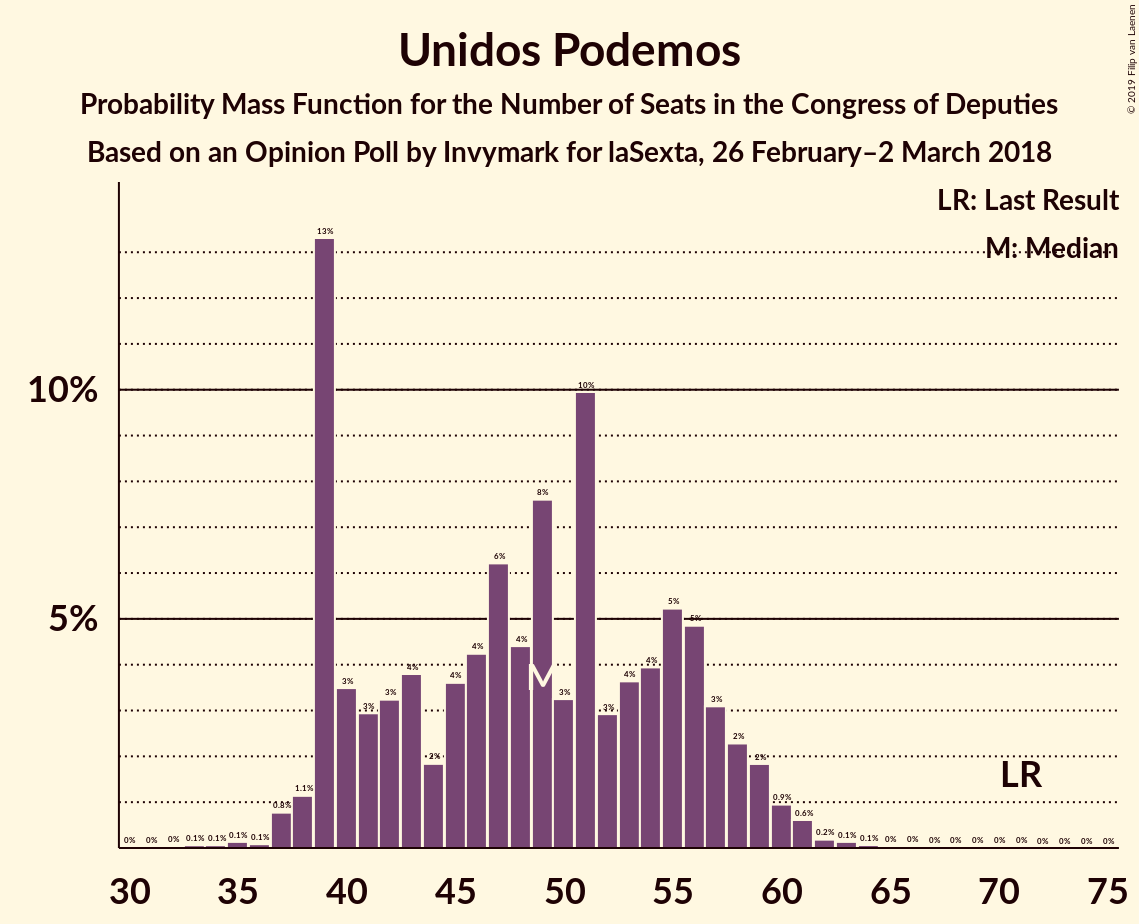 Unidos Podemos
Probability Mass Function for the Number of Seats in the Congress of Deputies
Based on an Opinion Poll by Invymark for laSexta, 26 February–2 March 2018
© 2019 Filip van Laenen
LR: Last Result
M: Median
10%
5%
0% 0% 0% 0.1% 0.1% 0.1% 0.1% 0.8% 1.1% 13% 3% 3% 3% 4% 2% 4% 4% 6% 4% 8% 3% 10% 3% 4% 4% 5% 5% 3% 2% 2% 0.9% 0.6% 0.2% 0.1% 0.1% 0% 0% 0% 0% 0% 0% 0% 0% 0% 0% 0%
M
LR
30 35 40 45 50 55 60 65 70 75